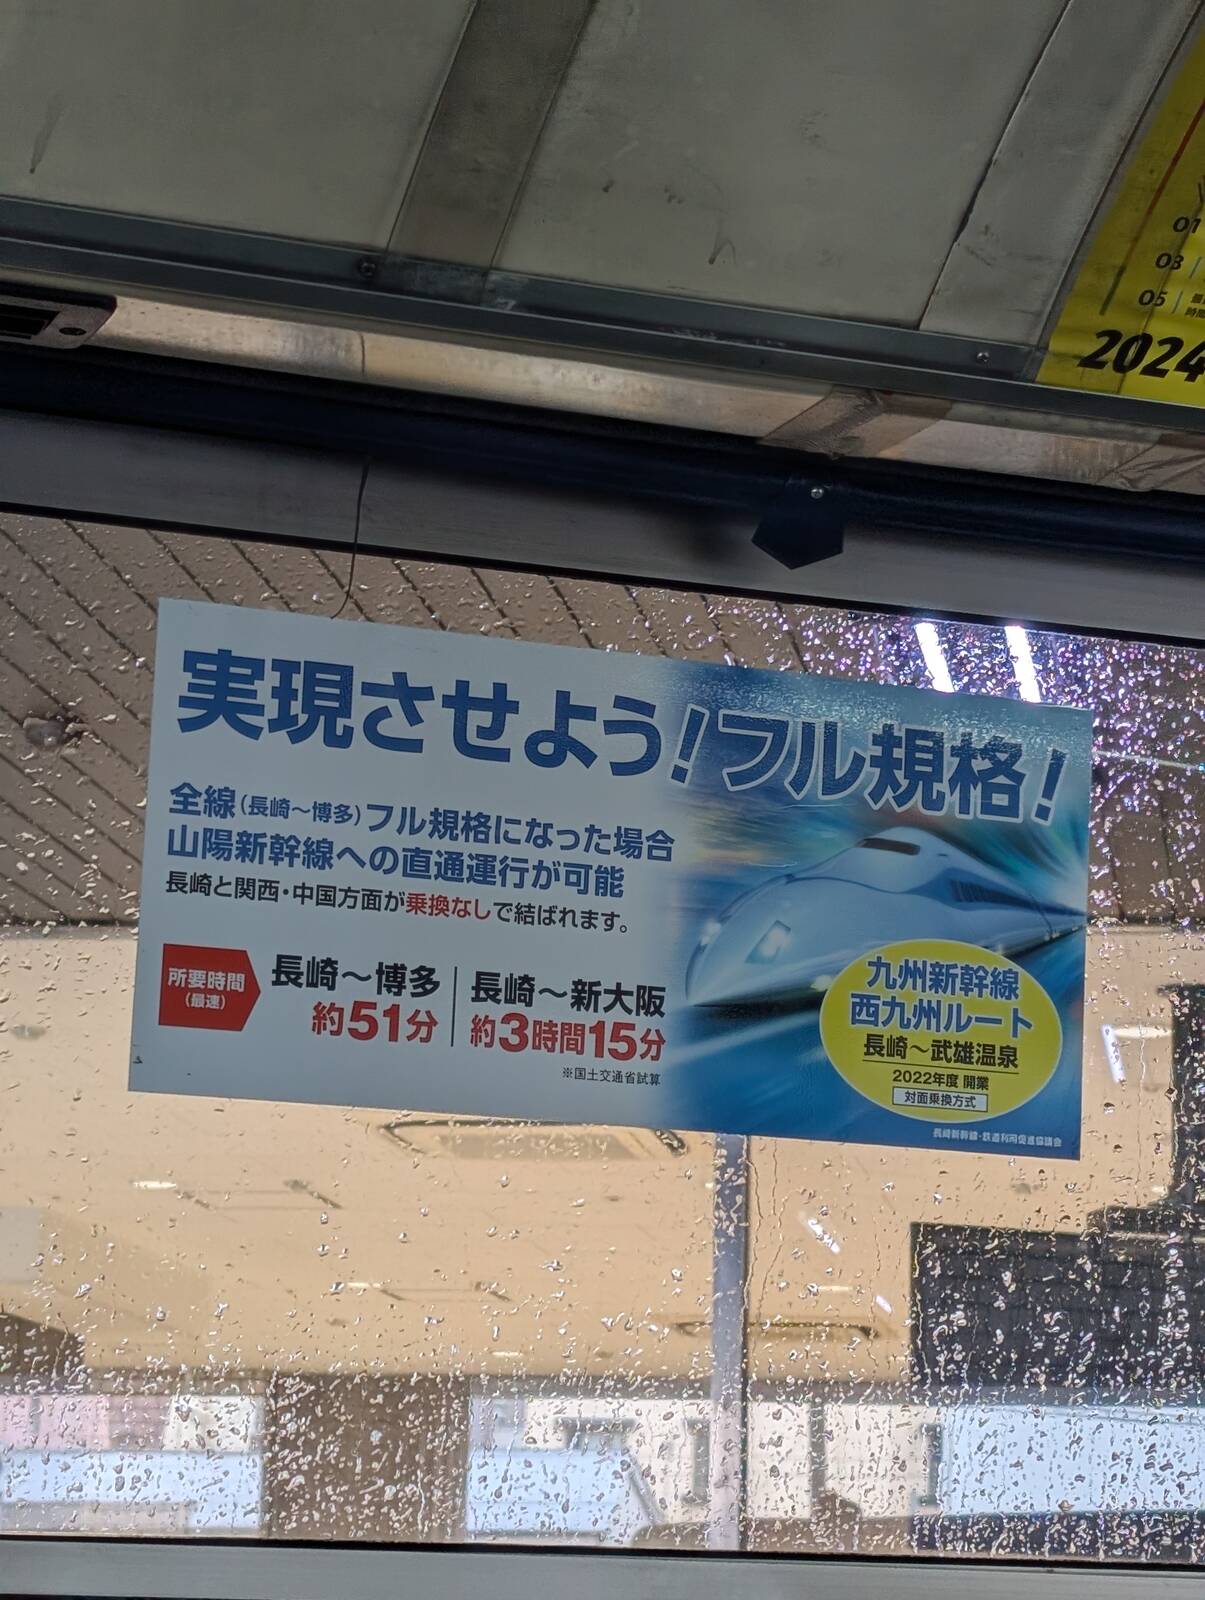 01
03
05
2024
実現させよう!フル規格!
全線(長崎~博多)フル規格になった場合
山陽新幹線への直通運行が可能
長崎と関西・中国方面が乗換なしで結ばれます。
所要時間
(最速)
長崎~博多
約51分
長崎~新大阪
約3時間15分
※国土交通省試算
九州新幹線
西九州ルート
長崎~武雄温泉
2022年度 開業
対面乗換方式
長崎新幹線・鉄道利用促進協議会